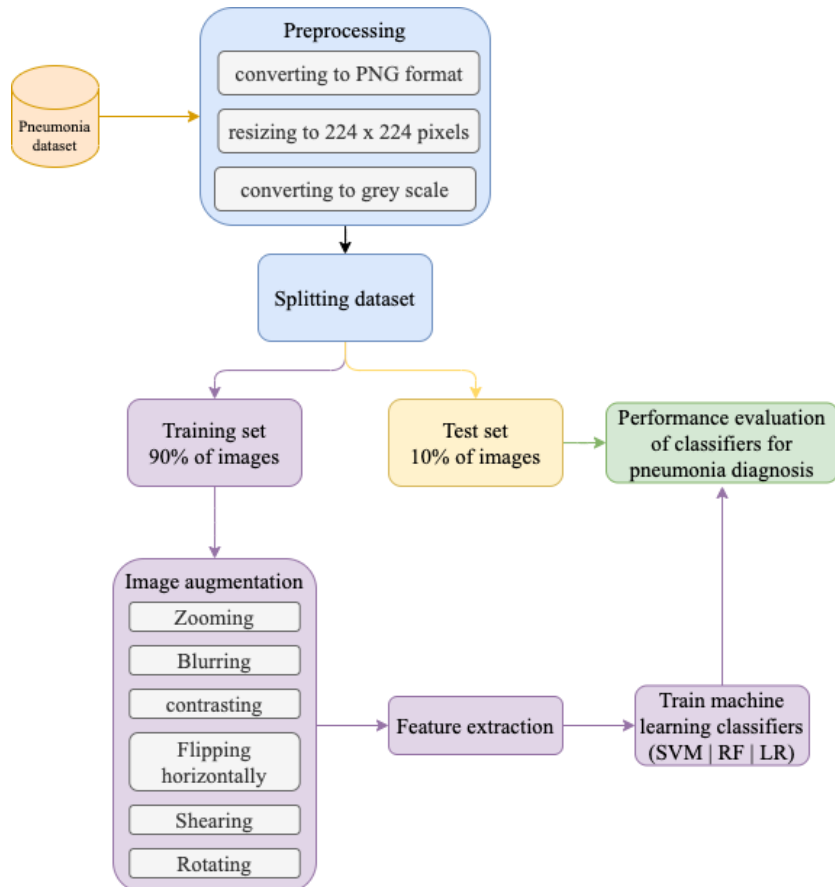 Preprocessing
converting to PNG format
Pneumonia
dataset
resizing to 224 x 224 pixels
converting to grey scale
Splitting dataset
Training set
90% of images
Test set
10% of images
Performance evaluation
of classifiers for
pneumonia diagnosis
Image augmentation
Zooming
Blurring
contrasting
Flipping
horizontally
Shearing
Rotating
Feature extraction
Train machine
learning classifiers
(SVM | RF | LR)